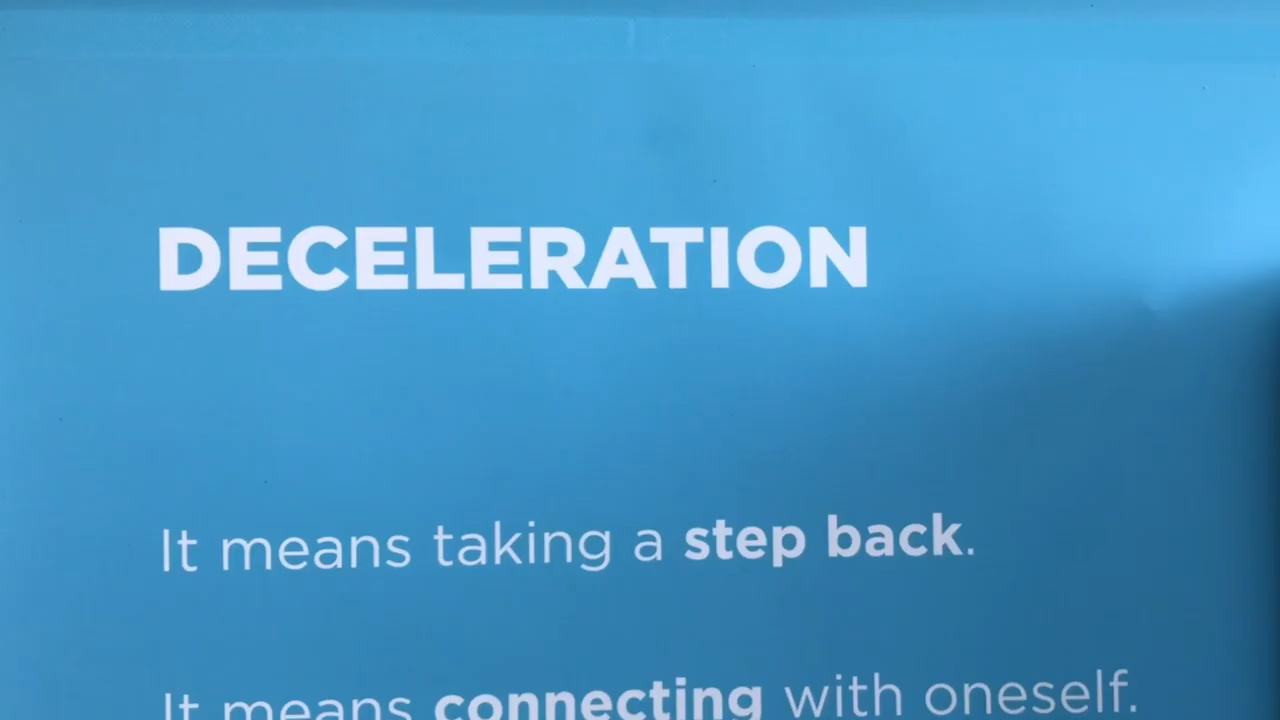 DECELERATION
It means taking a step back.
It means connecting with oneself.